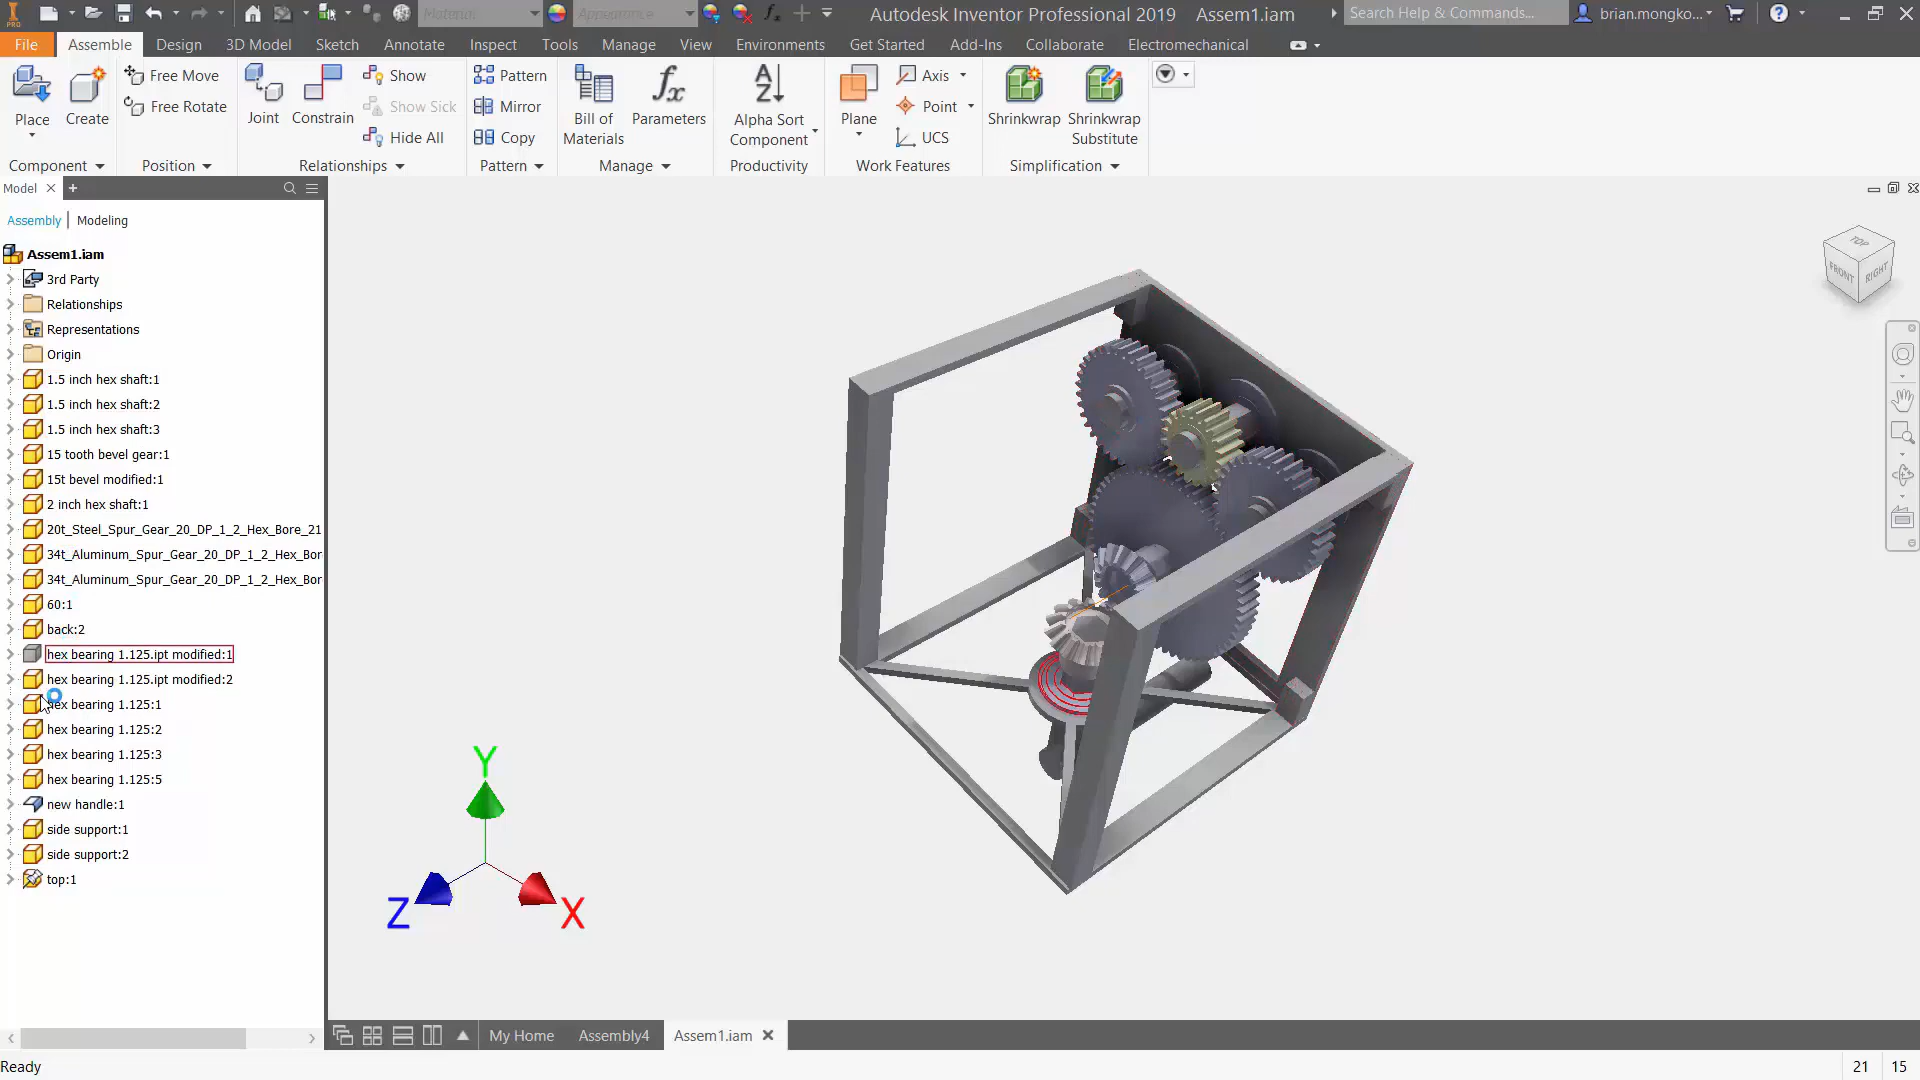 PRO
Material
Appearance
Autodesk Inventor Professional 2019 Assem1.iam
Search Help & Commands...
brian.mongko...
File Assemble Design 3D Model Sketch Annotate Inspect Tools Manage View Environments Get Started Add-Ins Collaborate Electromechanical
Place
Create
Free Move
Free Rotate
Joint
Constrain
Show
Show Sick
Hide All
Pattern
Mirror
Copy
Bill of
Materials
fx
Parameters
A
Z
Alpha Sort
Component
Plane
Axis
Point
UCS
Shrinkwrap
Shrinkwrap
Substitute
Component Position Relationships Pattern Manage Productivity Work Features Simplification
Model
Assembly Modeling
Assem1.iam
3rd Party
Relationships
Representations
Origin
1.5 inch hex shaft:1
1.5 inch hex shaft:2
1.5 inch hex shaft:3
15 tooth bevel gear:1
15t bevel modified:1
2 inch hex shaft:1
20t_Steel_Spur_Gear_20_DP_1_2_Hex_Bore_21
34t_Aluminum_Spur_Gear_20_DP_1_2_Hex_Bor
34t_Aluminum_Spur_Gear_20_DP_1_2_Hex_Bor
60:1
back:2
hex bearing 1.125.ipt modified:1
hex bearing 1.125.ipt modified:2
hex bearing 1.125:1
hex bearing 1.125:2
hex bearing 1.125:3
hex bearing 1.125:5
new handle:1
side support:1
side support:2
top:1
TOP
FRONT
RIGHT
Y
Z
X
My Home Assembly4 Assem1.iam
Ready
21 15